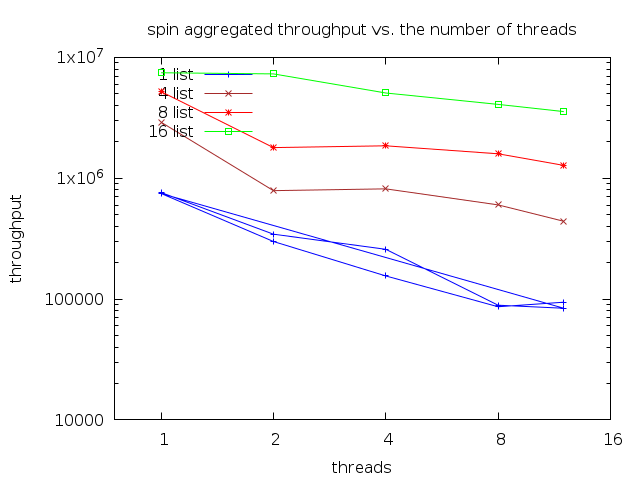 spin aggregated throughput vs. the number of threads
1x10^7
1 list
4 list
8 list
16 list
1x10^6
throughput
100000
10000
1 2 4 8 16
threads